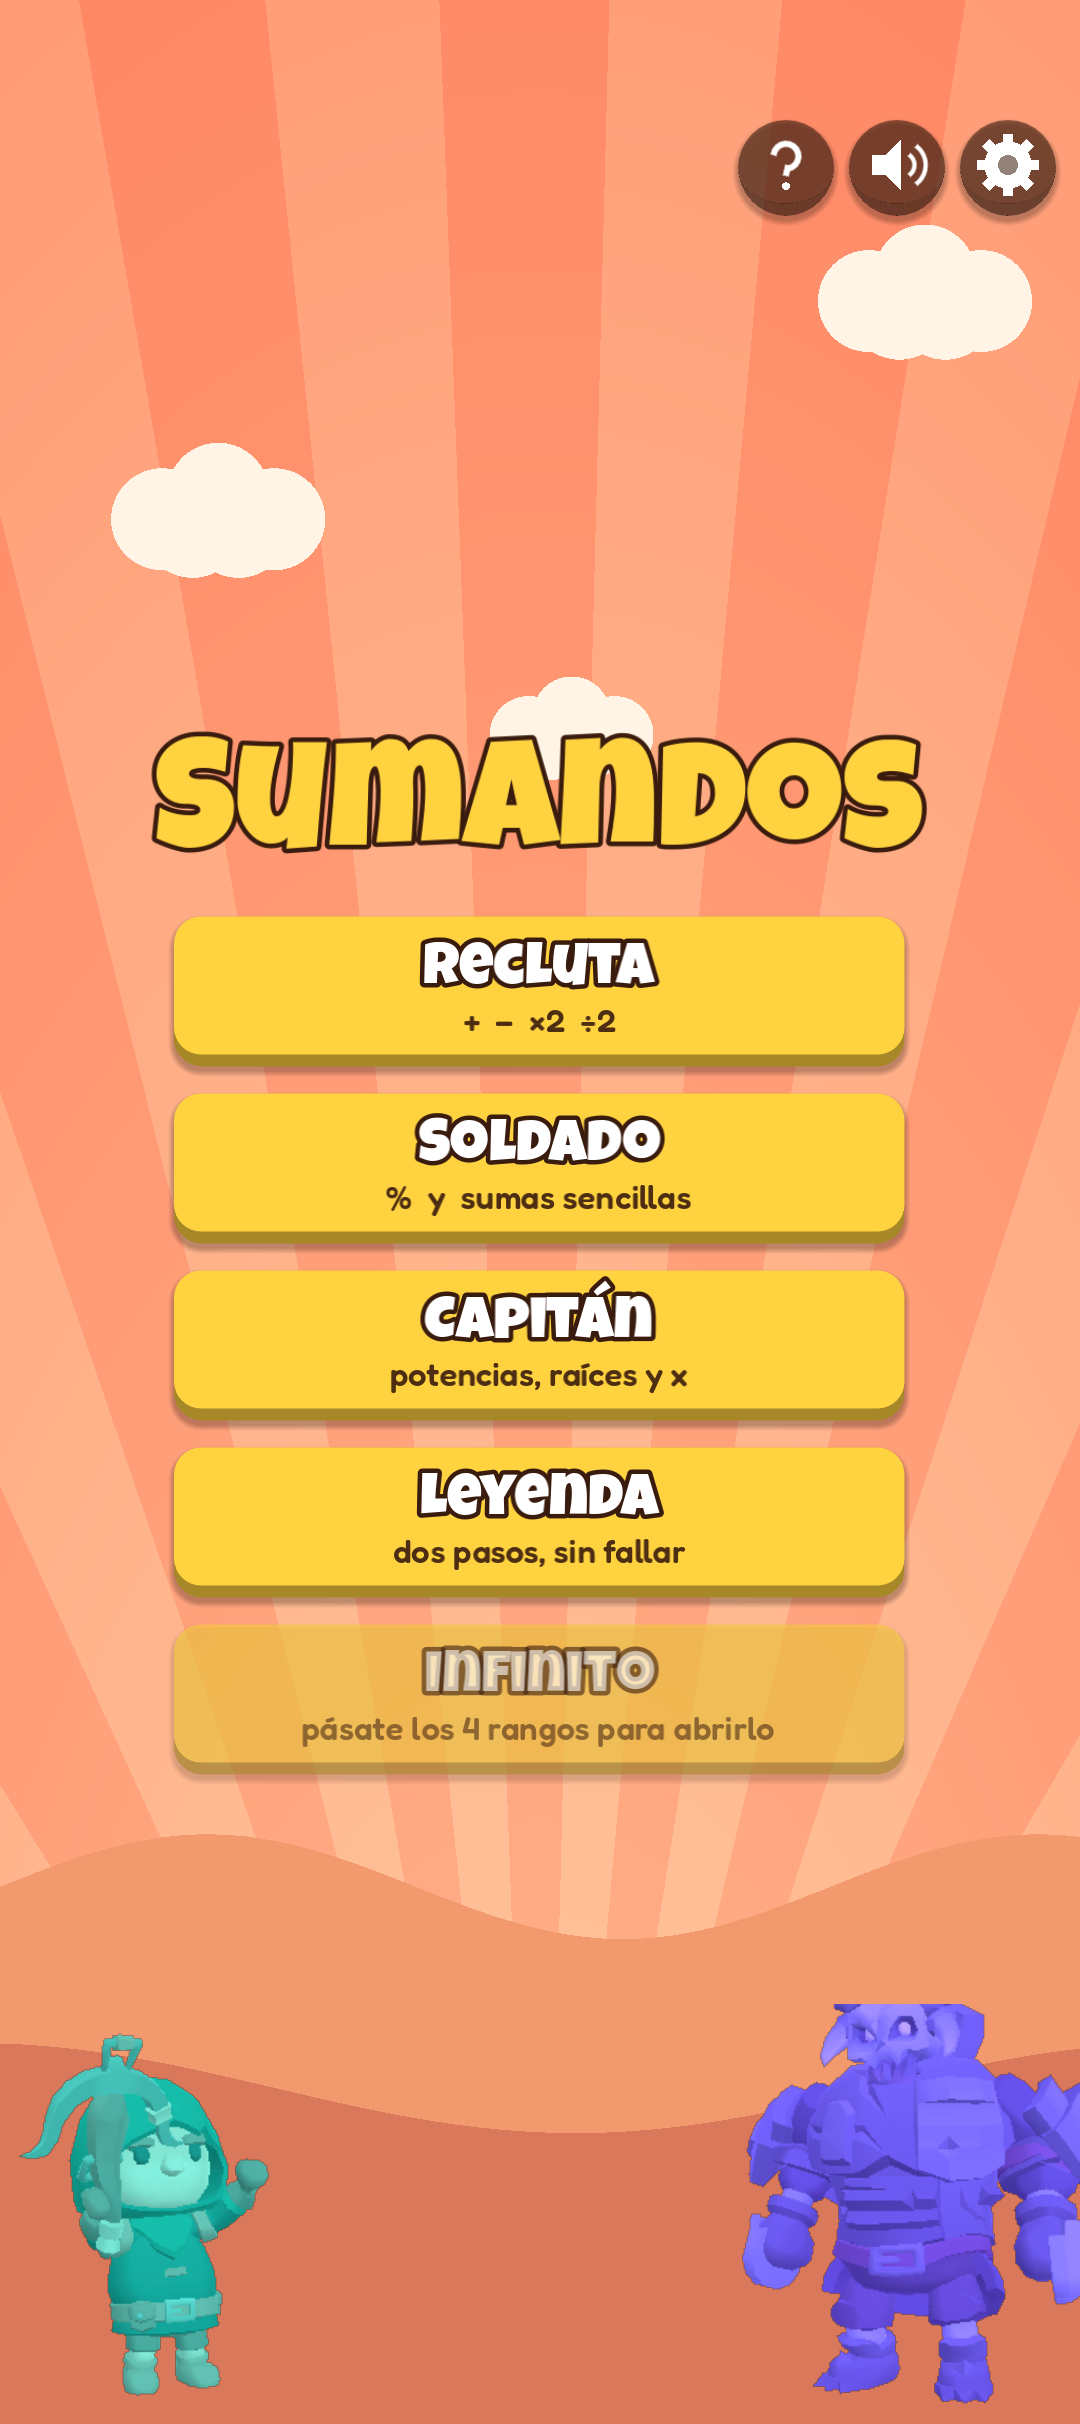 SUMANDOS
RECLUTA
+ − ×2 ÷2
SOLDADO
% y sumas sencillas
CAPITÁN
potencias, raíces y x
LEYENDA
dos pasos, sin fallar
INFINITO
pásate los 4 rangos para abrirlo